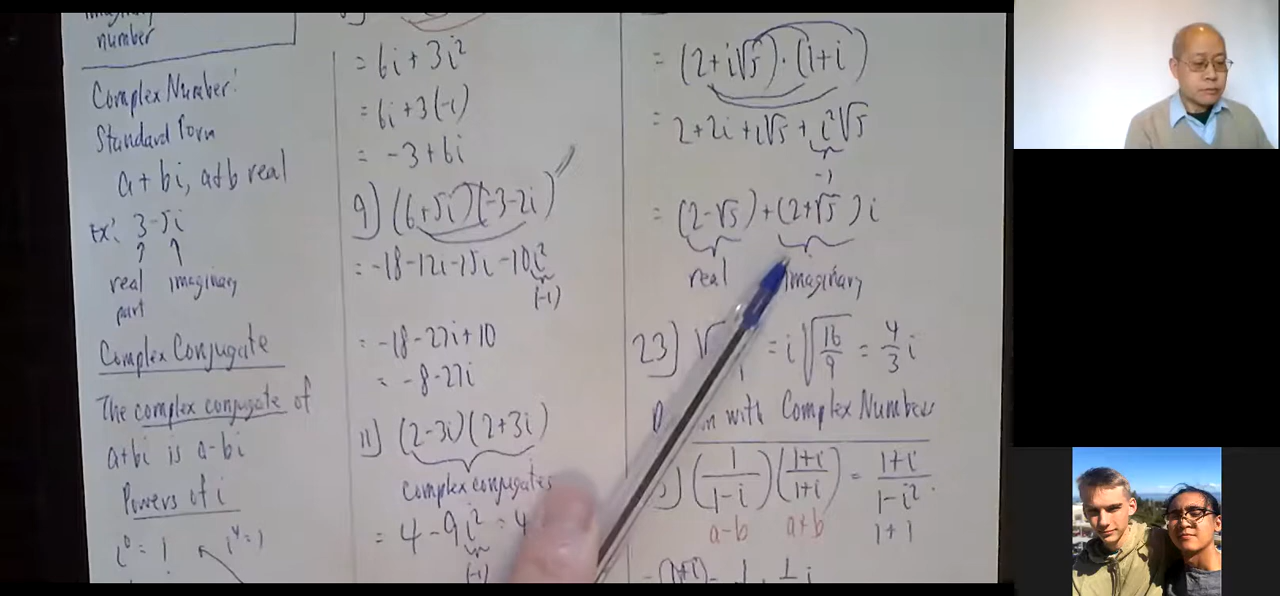 imaginary
number
Complex Number:
Standard Form
a + bi, a+b real
Ex: 3-5i
real imaginary
part
Complex Conjugate
The complex conjugate of
a+bi is a-bi
Powers of i
i⁰ = 1 i⁴=1
= 6i + 3i²
= 6i + 3(-1)
= -3 + 6i
9) (6+5i)(-3-2i)
= -18-12i-15i-10i²
(-1)
= -18-27i+10
= -8-27i
11) (2-3i)(2+3i)
Complex conjugates
= 4 - 9i² = 4
(-1)
= (2+i√5)·(1+i)
= 2+2i+i√5+i²√5
-1
= (2-√5)+(2+√5)i
real imaginary
23) √ = i√16/9 = 4/3 i
with Complex Numbers
(1/1-i)(1+i/1+i) = 1+i/1-i²
a-b a+b 1+1